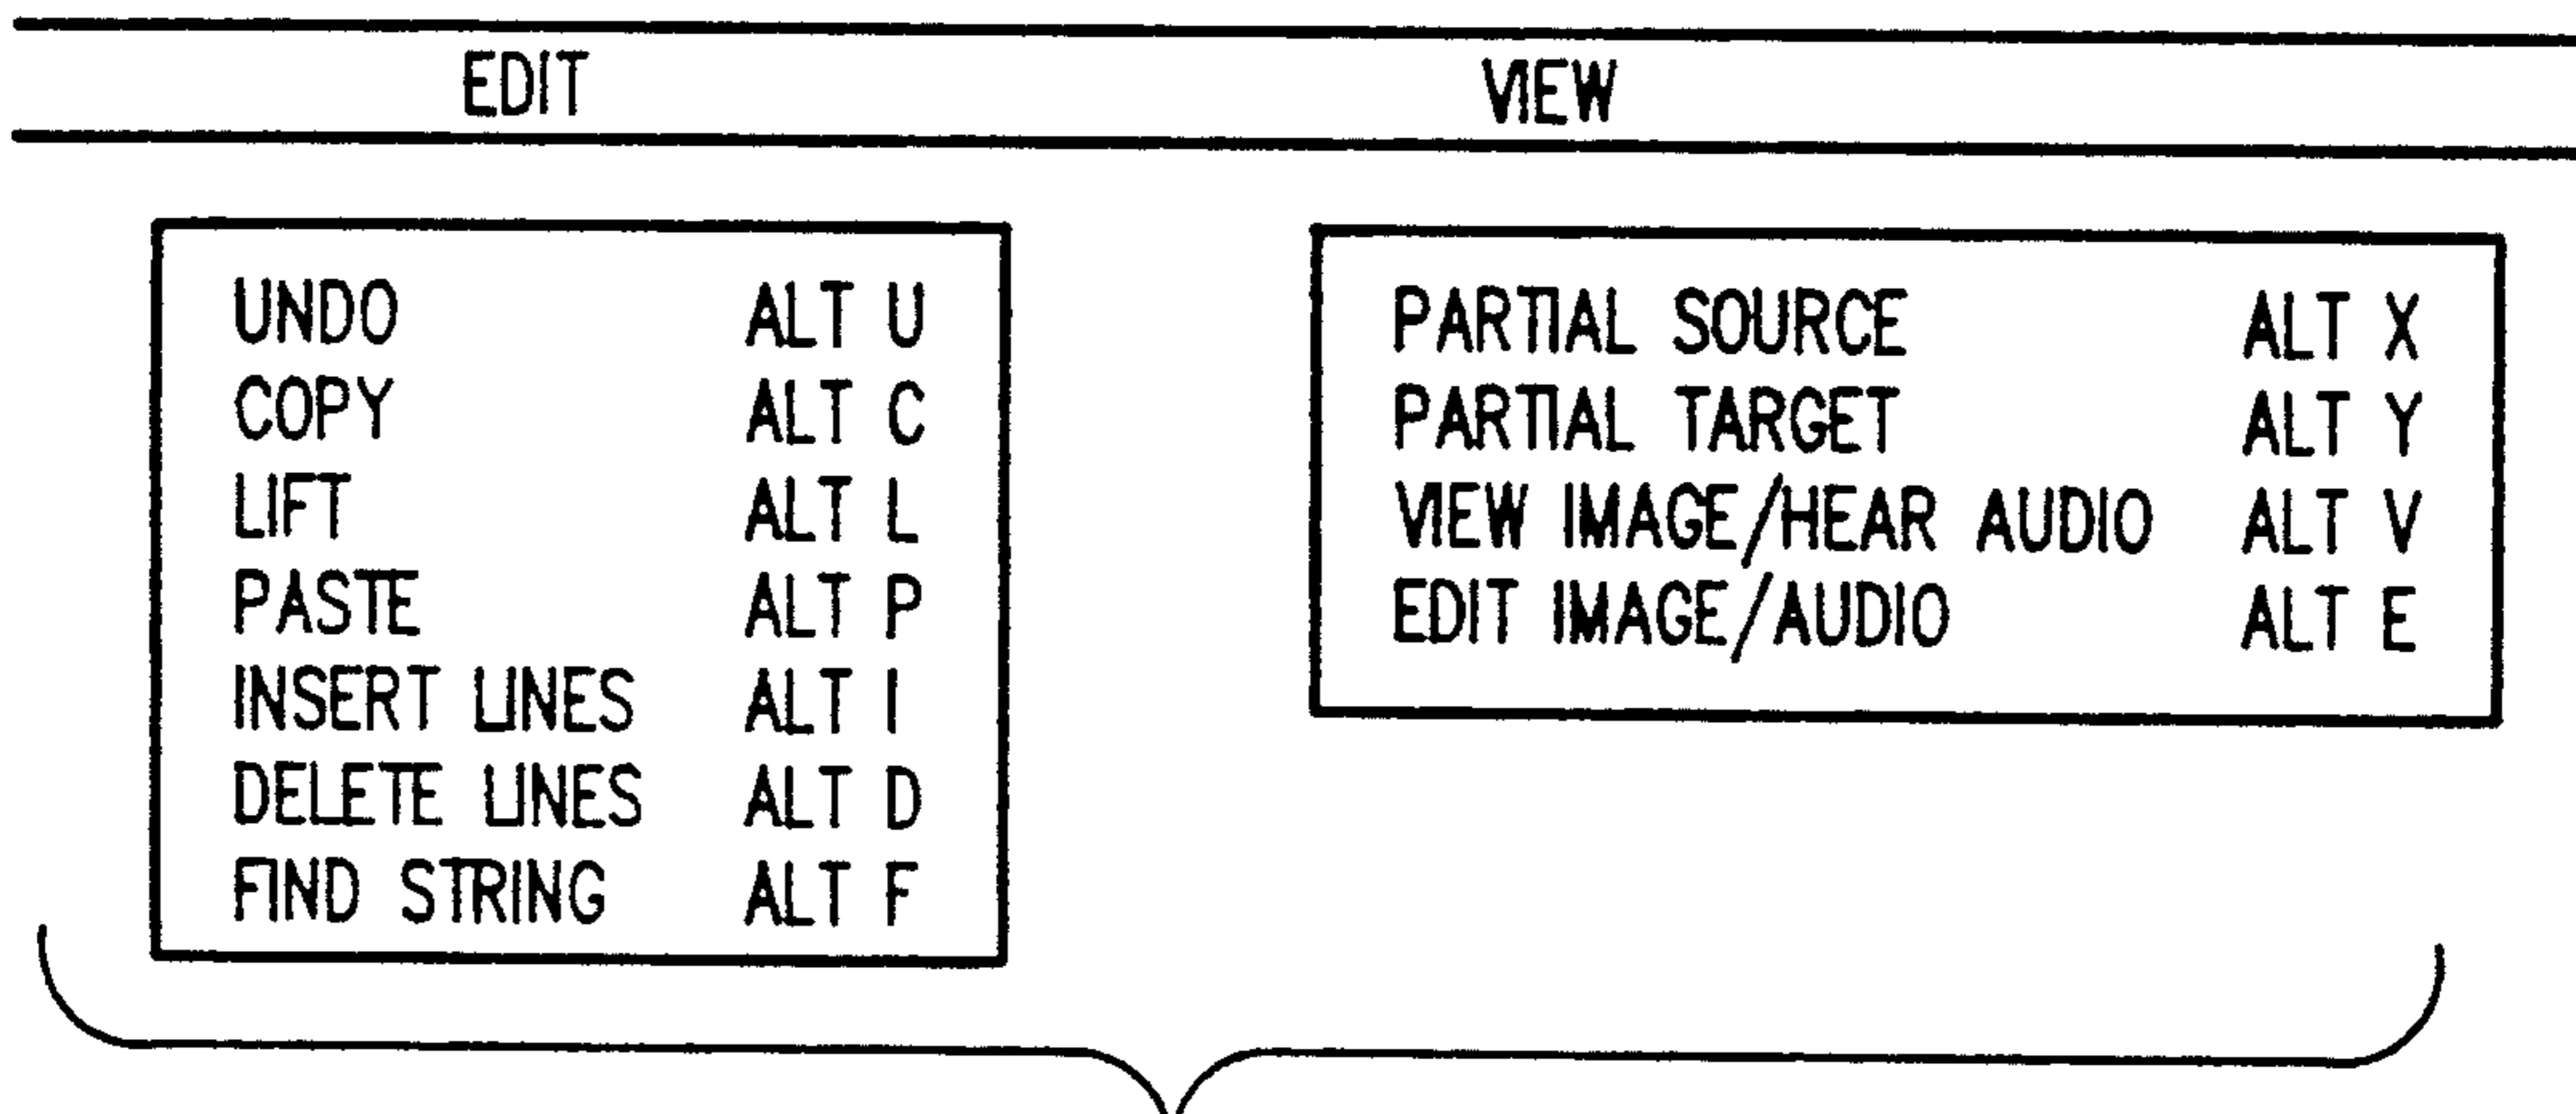 EDIT VIEW
UNDO ALT U
COPY ALT C
LIFT ALT L
PASTE ALT P
INSERT LINES ALT I
DELETE LINES ALT D
FIND STRING ALT F
PARTIAL SOURCE ALT X
PARTIAL TARGET ALT Y
VIEW IMAGE/HEAR AUDIO ALT V
EDIT IMAGE/AUDIO ALT E